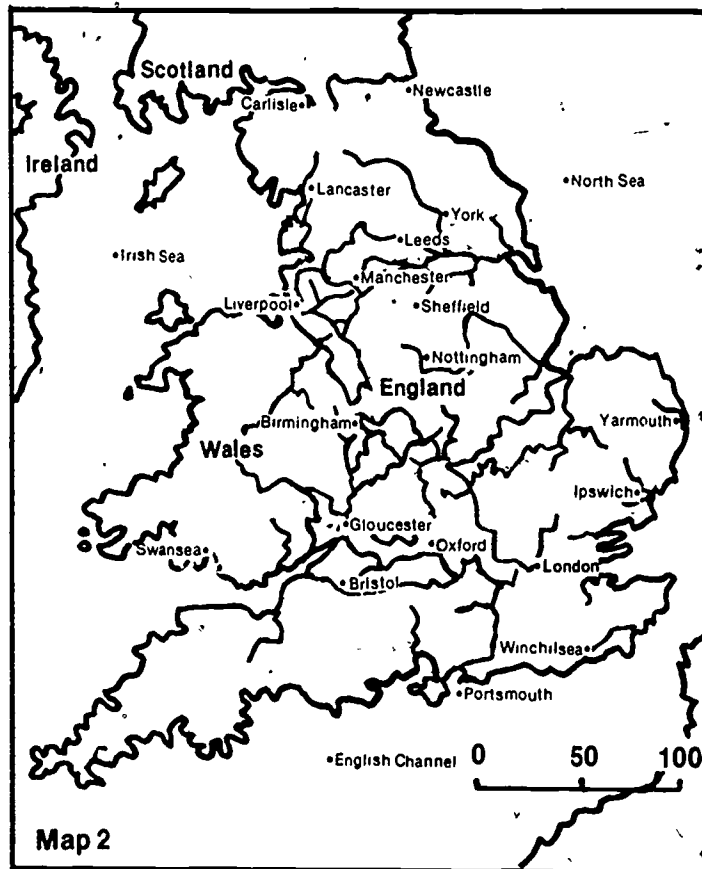 Scotland
Carlisle
Newcastle
Ireland
Lancaster
North Sea
York
Leeds
Irish Sea
Manchester
Liverpool
Sheffield
Nottingham
England
Birmingham
Yarmouth
Wales
Ipswich
Gloucester
Swansea
Oxford
London
Bristol
Winchilsea
Portsmouth
English Channel
0 50 100
Map 2